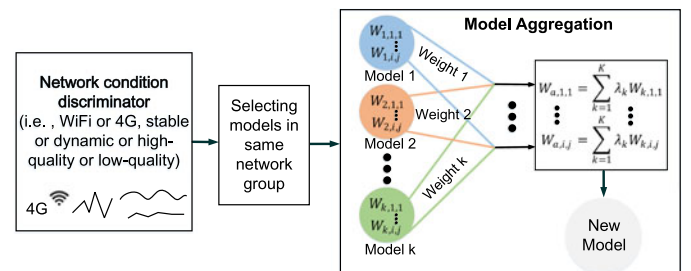 Network condition
discriminator
(i.e. , WiFi or 4G, stable
or dynamic or high-
quality or low-quality)
4G
Selecting
models in
same
network
group
Model Aggregation
W1,1,1
W1,i,j
Model 1
Weight 1
W2,1,1
W2,i,j
Model 2
Weight 2
Wk,1,1
Wk,i,j
Model k
Weight k
Wa,1,1 = ∑_{k=1}^{K} λk Wk,1,1
Wa,i,j = ∑_{k=1}^{K} λk Wk,i,j
New
Model